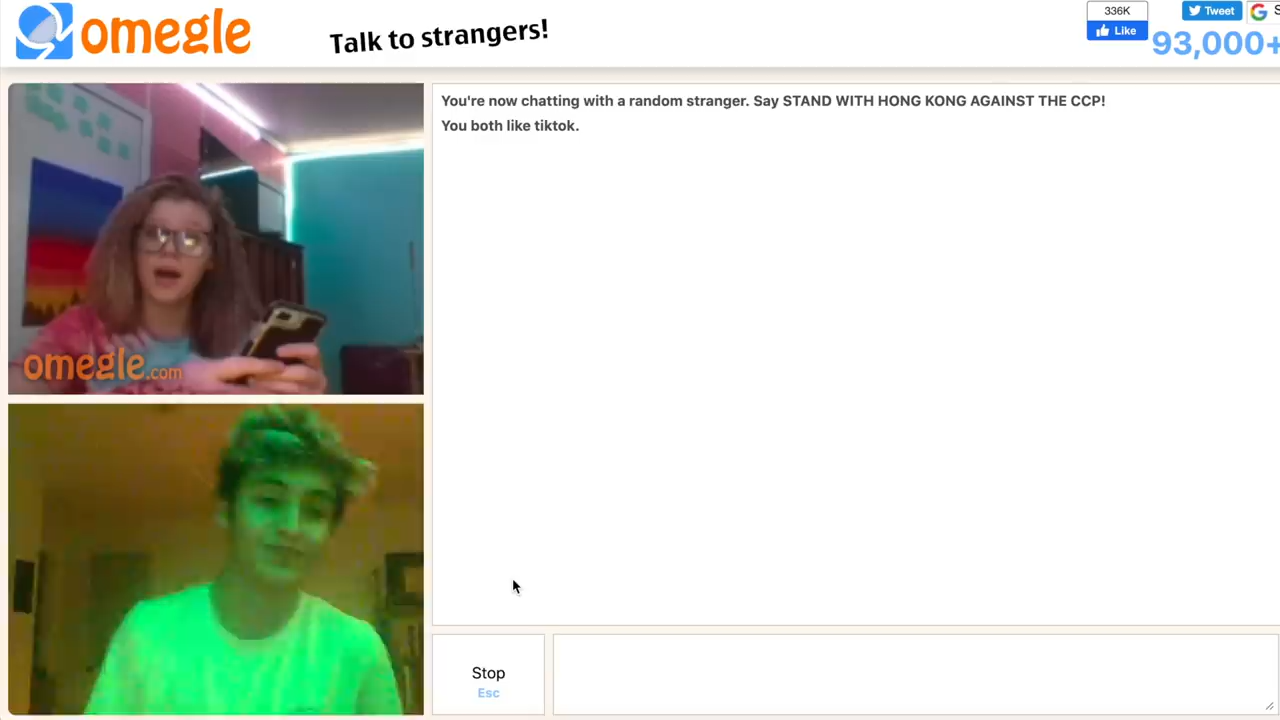 omegle
Talk to strangers!
336K
Like
Tweet
S
93,000+
You're now chatting with a random stranger. Say STAND WITH HONG KONG AGAINST THE CCP!
You both like tiktok.
omegle.com
Stop
Esc